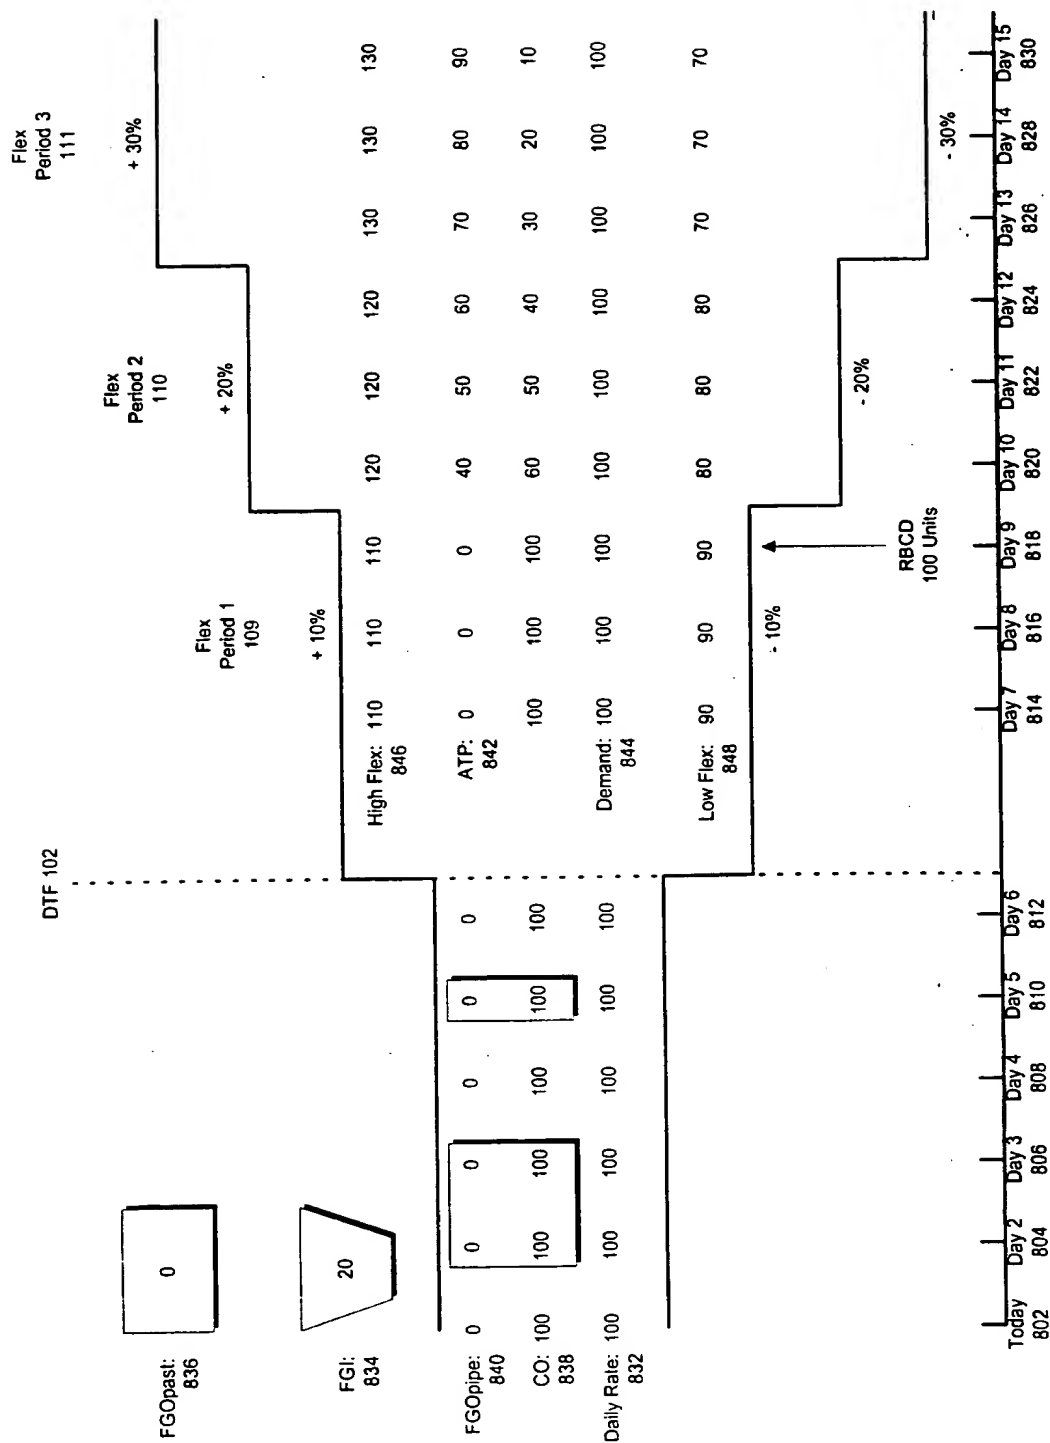 Flex
Period 3
111
+ 30%
Flex
Period 2
110
+ 20%
Flex
Period 1
109
+ 10%
DTF 102
FGOpast:
836
0
FGI:
834
20
High Flex: 110 110 110 120 120 120 130 130 130
846
FGOpipe: 0 0 0 0 0 0
840
ATP: 0 0 0 40 50 60 70 80 90
842
CO: 100 100 100 100 100 100 100 100 100 60 50 40 30 20 10
838
Daily Rate: 100 100 100 100 100 100
832
Demand: 100 100 100 100 100 100 100 100 100
844
Low Flex: 90 90 90 80 80 80 70 70 70
848
- 10%
- 20%
- 30%
RBCD
100 Units
Today Day 2 Day 3 Day 4 Day 5 Day 6 Day 7 Day 8 Day 9 Day 10 Day 11 Day 12 Day 13 Day 14 Day 15
802 804 806 808 810 812 814 816 818 820 822 824 826 828 830